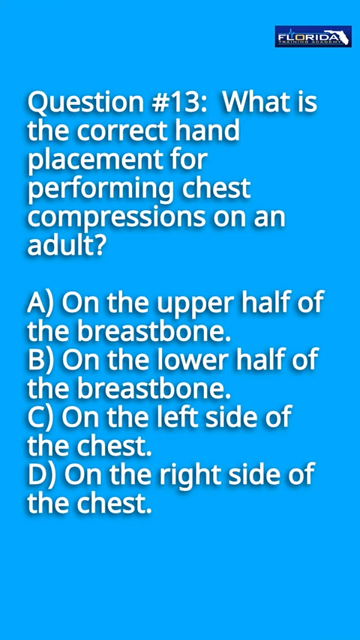 FLORIDA
TRAINING ACADEMY
Question #13:  What is
the correct hand
placement for
performing chest
compressions on an
adult?
A) On the upper half of
the breastbone.
B) On the lower half of
the breastbone.
C) On the left side of
the chest.
D) On the right side of
the chest.